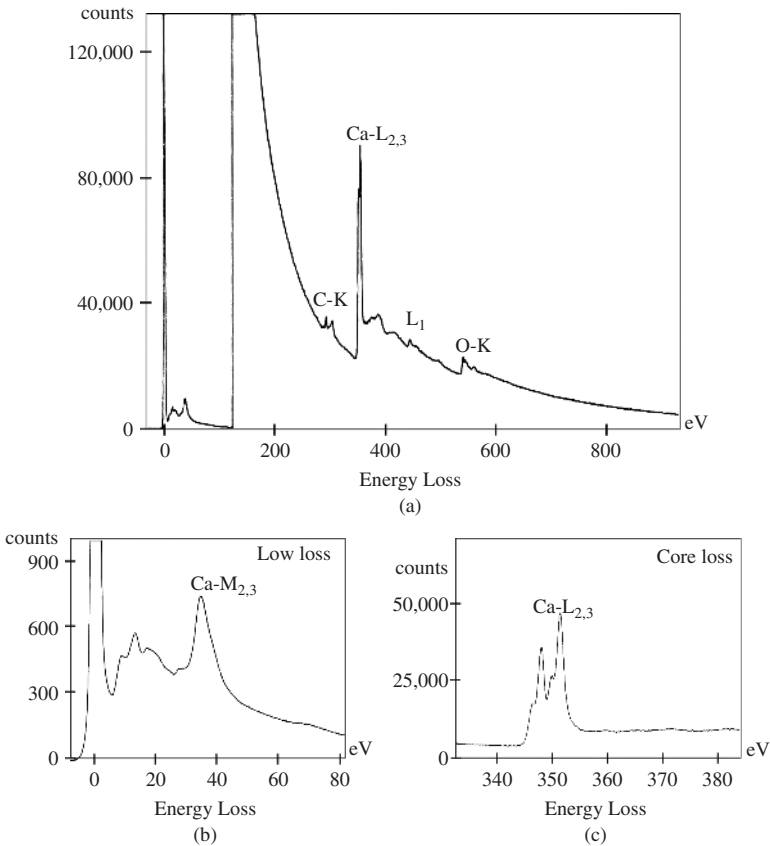 counts
120,000
80,000
40,000
0
Ca-L2,3
C-K
L1
O-K
0 200 400 600 800 eV
Energy Loss
(a)
counts
900
600
300
0
Low loss
Ca-M2,3
0 20 40 60 80 eV
Energy Loss
(b)
Core loss
counts
50,000
25,000
0
Ca-L2,3
340 350 360 370 380 eV
Energy Loss
(c)